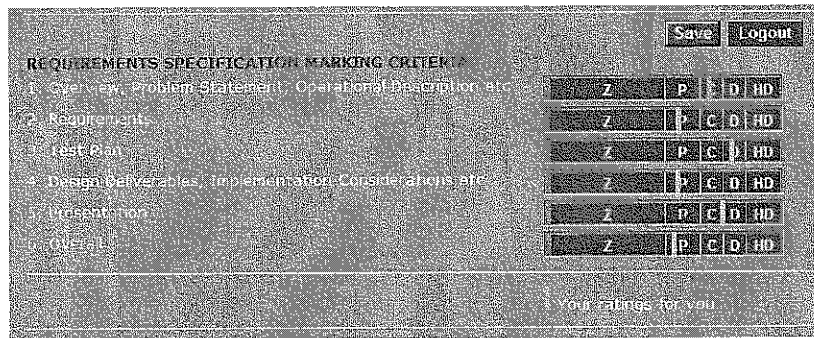 Save Logout
REQUIREMENTS SPECIFICATION MARKING CRITERIA
1. Overview, Problem Statement, Operational Description etc Z P C D HD
2. Requirements Z P C D HD
3. Test Plan Z P C D HD
4. Design Deliverables, Implementation Considerations etc Z P C D HD
5. Presentation Z P C D HD
6. Overall Z P C D HD
Your ratings for you